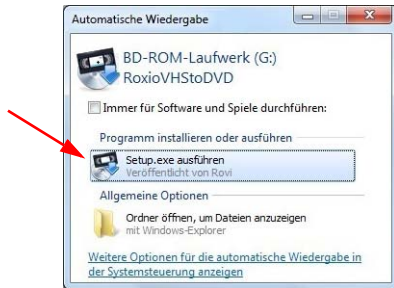 Automatische Wiedergabe
BD-ROM-Laufwerk (G:)
RoxioVHStoDVD
Immer für Software und Spiele durchführen:
Programm installieren oder ausführen
Setup.exe ausführen
Veröffentlicht von Rovi
Allgemeine Optionen
Ordner öffnen, um Dateien anzuzeigen
mit Windows-Explorer
Weitere Optionen für die automatische Wiedergabe in
der Systemsteuerung anzeigen